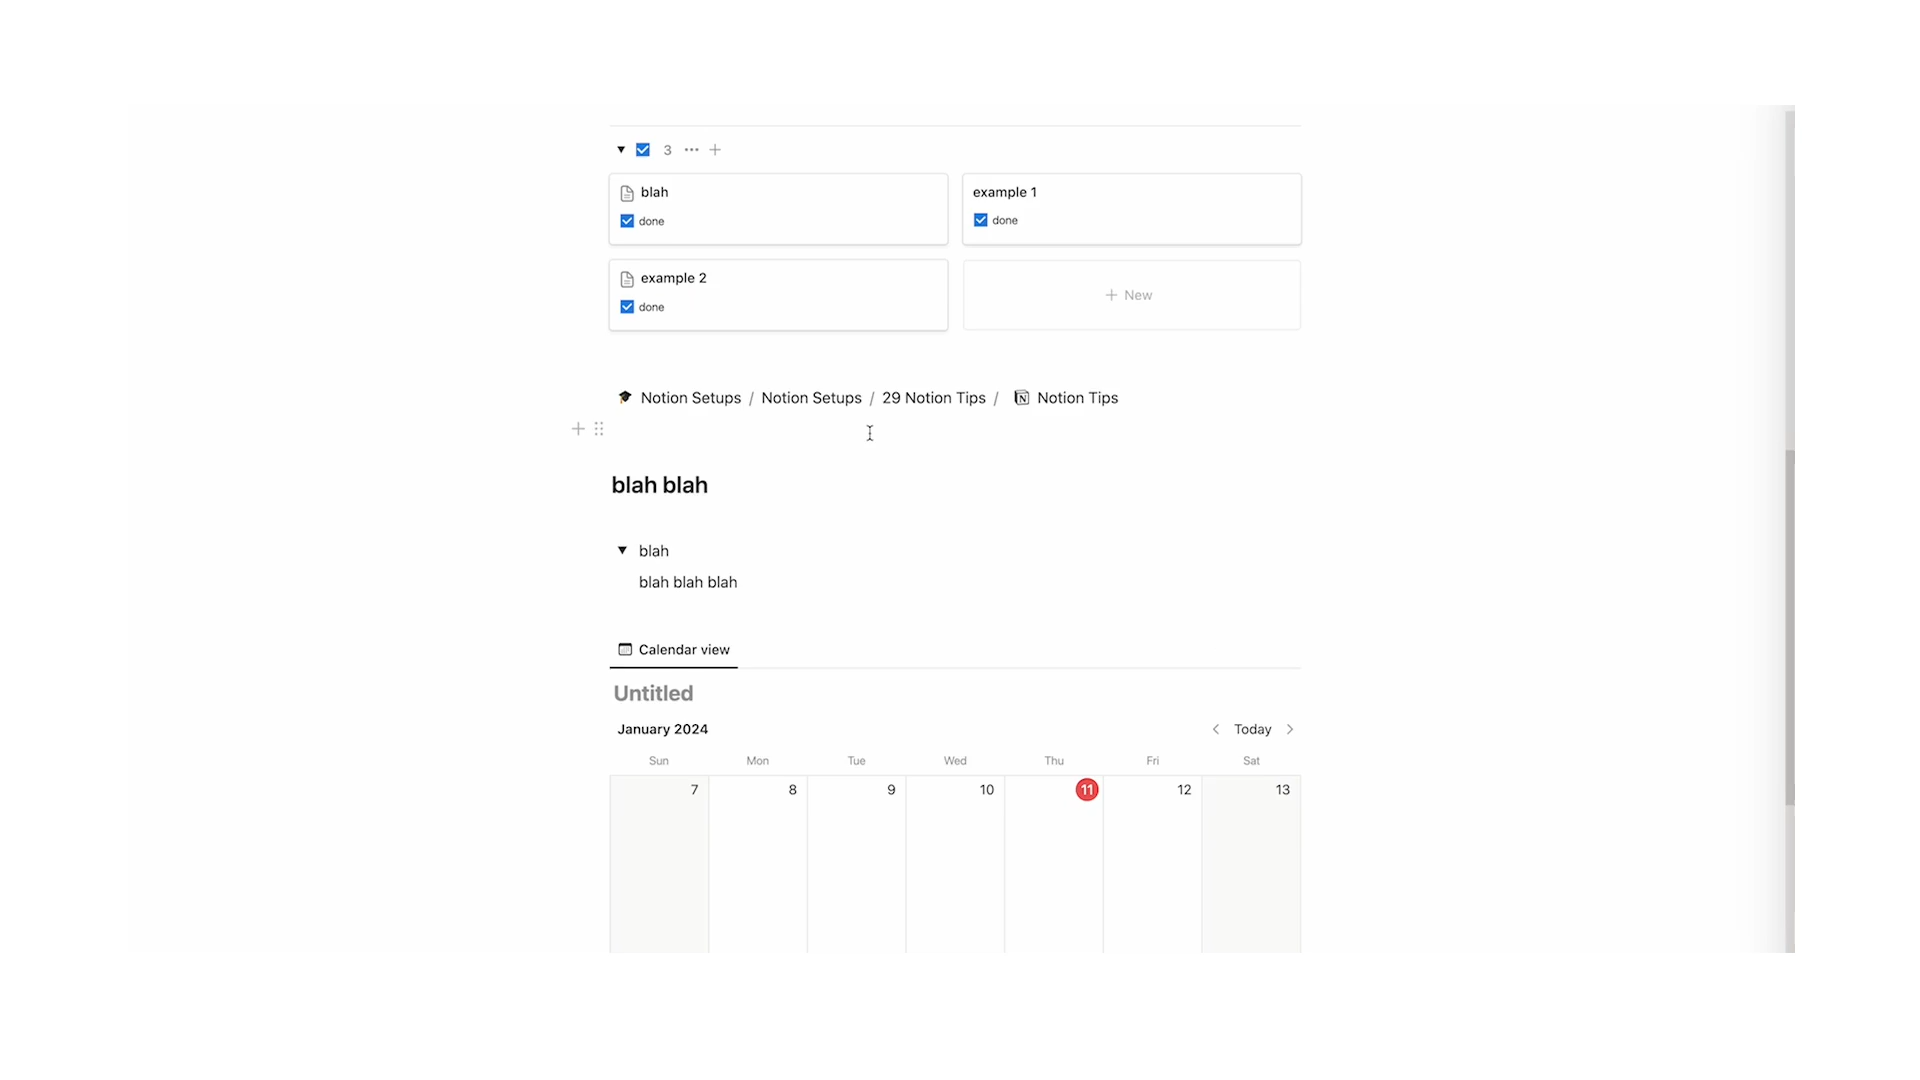 3
blah
done
example 1
done
example 2
done
New
Notion Setups / Notion Setups / 29 Notion Tips / Notion Tips
blah blah
blah
blah blah blah
Calendar view
Untitled
January 2024
Today
Sun Mon Tue Wed Thu Fri Sat
7 8 9 10 11 12 13